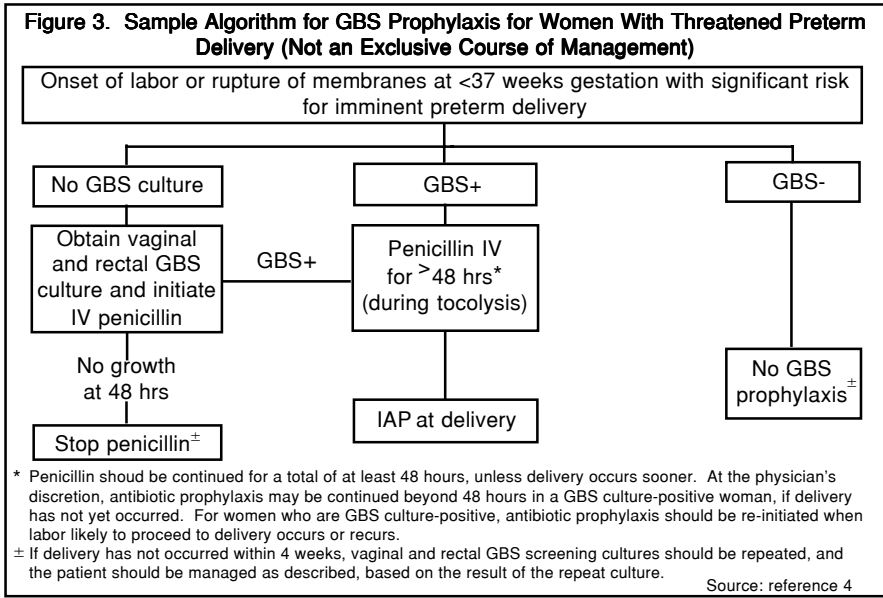 Figure 3.  Sample Algorithm for GBS Prophylaxis for Women With Threatened Preterm
Delivery (Not an Exclusive Course of Management)
Onset of labor or rupture of membranes at <37 weeks gestation with significant risk
for imminent preterm delivery
No GBS culture
GBS+
GBS-
Obtain vaginal
and rectal GBS
culture and initiate
IV penicillin
GBS+
Penicillin IV
for >48 hrs*
(during tocolysis)
No growth
at 48 hrs
No GBS
prophylaxis±
Stop penicillin±
IAP at delivery
* Penicillin shoud be continued for a total of at least 48 hours, unless delivery occurs sooner.  At the physician's
discretion, antibiotic prophylaxis may be continued beyond 48 hours in a GBS culture-positive woman, if delivery
has not yet occurred.  For women who are GBS culture-positive, antibiotic prophylaxis should be re-initiated when
labor likely to proceed to delivery occurs or recurs.
± If delivery has not occurred within 4 weeks, vaginal and rectal GBS screening cultures should be repeated, and
the patient should be managed as described, based on the result of the repeat culture.
Source: reference 4